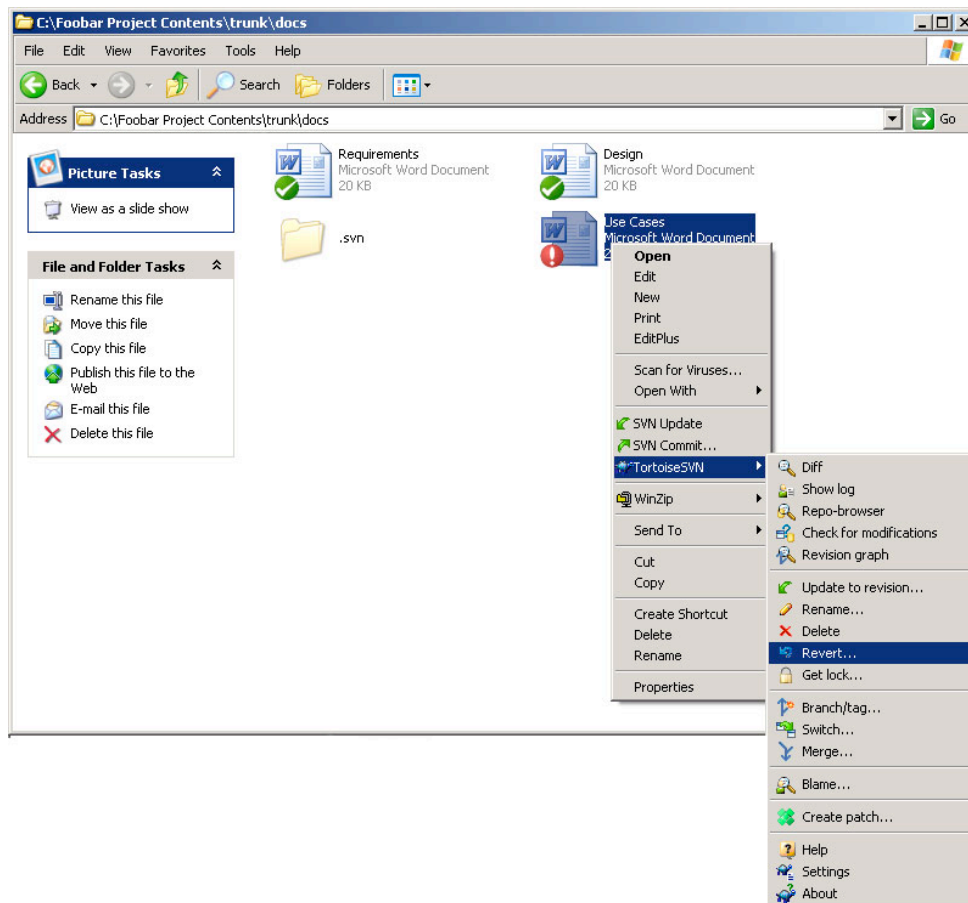 C:\Foobar Project Contents\trunk\docs
File Edit View Favorites Tools Help
Back Search Folders
Address C:\Foobar Project Contents\trunk\docs Go
Picture Tasks
View as a slide show
File and Folder Tasks
Rename this file
Move this file
Copy this file
Publish this file to the
Web
E-mail this file
Delete this file
Requirements
Microsoft Word Document
20 KB
Design
Microsoft Word Document
20 KB
.svn
Use Cases
Microsoft Word Document
Open
Edit
New
Print
EditPlus
Scan for Viruses...
Open With
SVN Update
SVN Commit...
TortoiseSVN
WinZip
Send To
Cut
Copy
Create Shortcut
Delete
Rename
Properties
Diff
Show log
Repo-browser
Check for modifications
Revision graph
Update to revision...
Rename...
Delete
Revert...
Get lock...
Branch/tag...
Switch...
Merge...
Blame...
Create patch...
Help
Settings
About